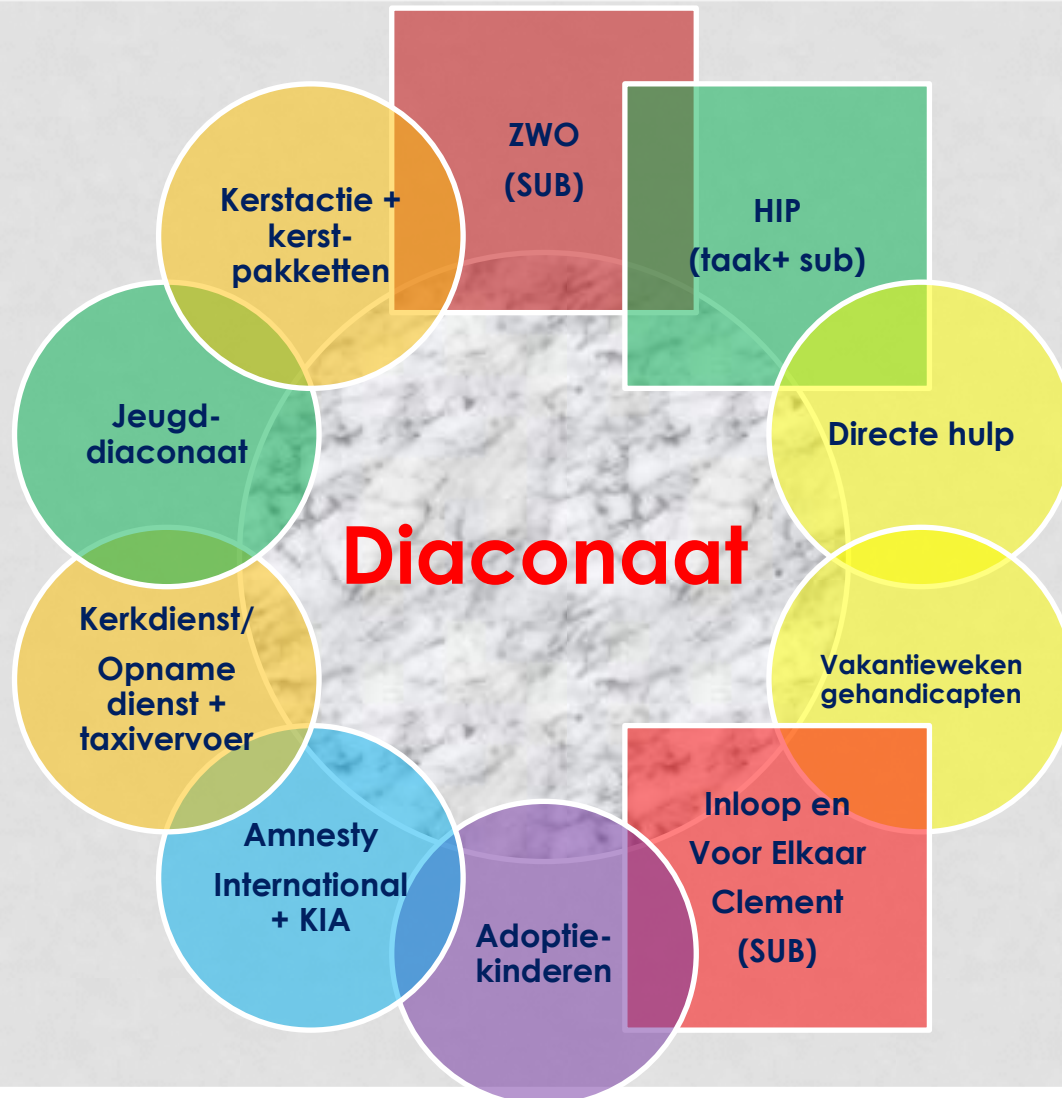 ZWO
(SUB)
HIP
(taak+ sub)
Directe hulp
Vakantieweken
gehandicapten
Inloop en
Voor Elkaar
Clement
(SUB)
Adoptie-
kinderen
Amnesty
International
+ KIA
Kerkdienst/
Opname
dienst +
taxivervoer
Jeugd-
diaconaat
Kerstactie +
kerst-
pakketten
Diaconaat